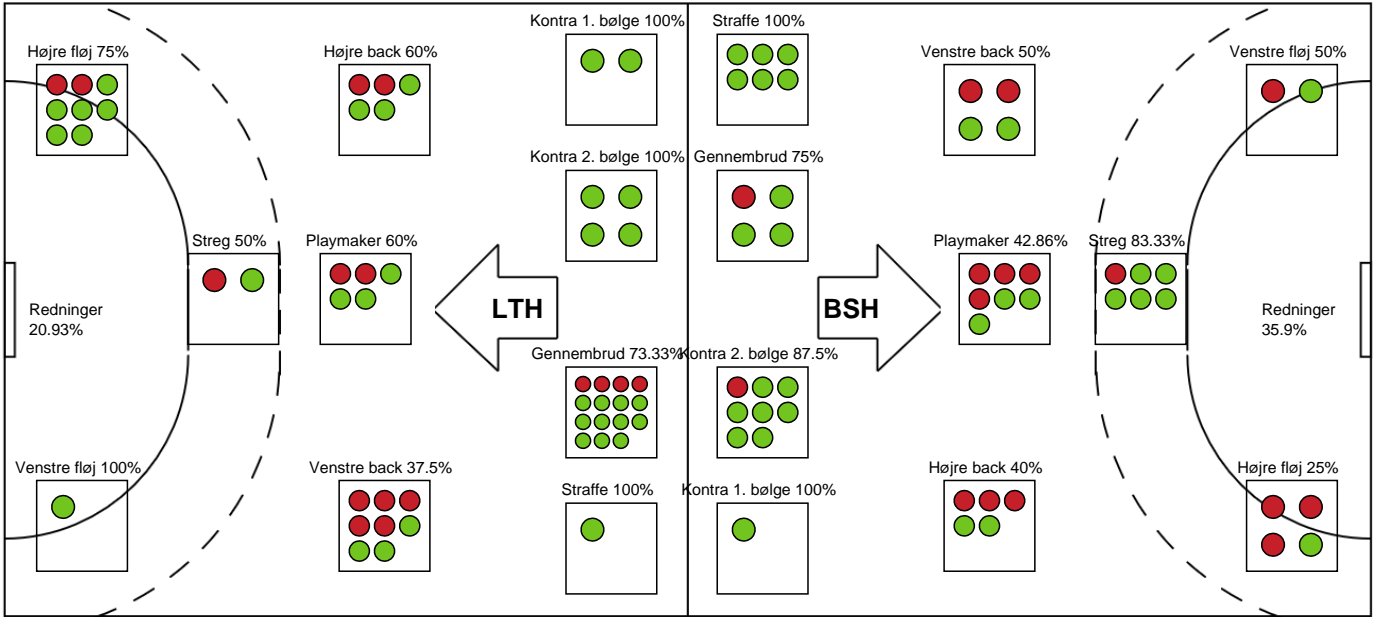 Kontra 1. bølge 100%
Straffe 100%
Højre fløj 75%
Højre back 60%
Venstre back 50%
Venstre fløj 50%
Kontra 2. bølge 100%
Gennembrud 75%
Streg 50%
Playmaker 60%
Playmaker 42.86%
Streg 83.33%
Redninger
20.93%
LTH
BSH
Redninger
35.9%
Gennembrud 73.33%
Kontra 2. bølge 87.5%
Venstre fløj 100%
Venstre back 37.5%
Straffe 100%
Kontra 1. bølge 100%
Højre back 40%
Højre fløj 25%